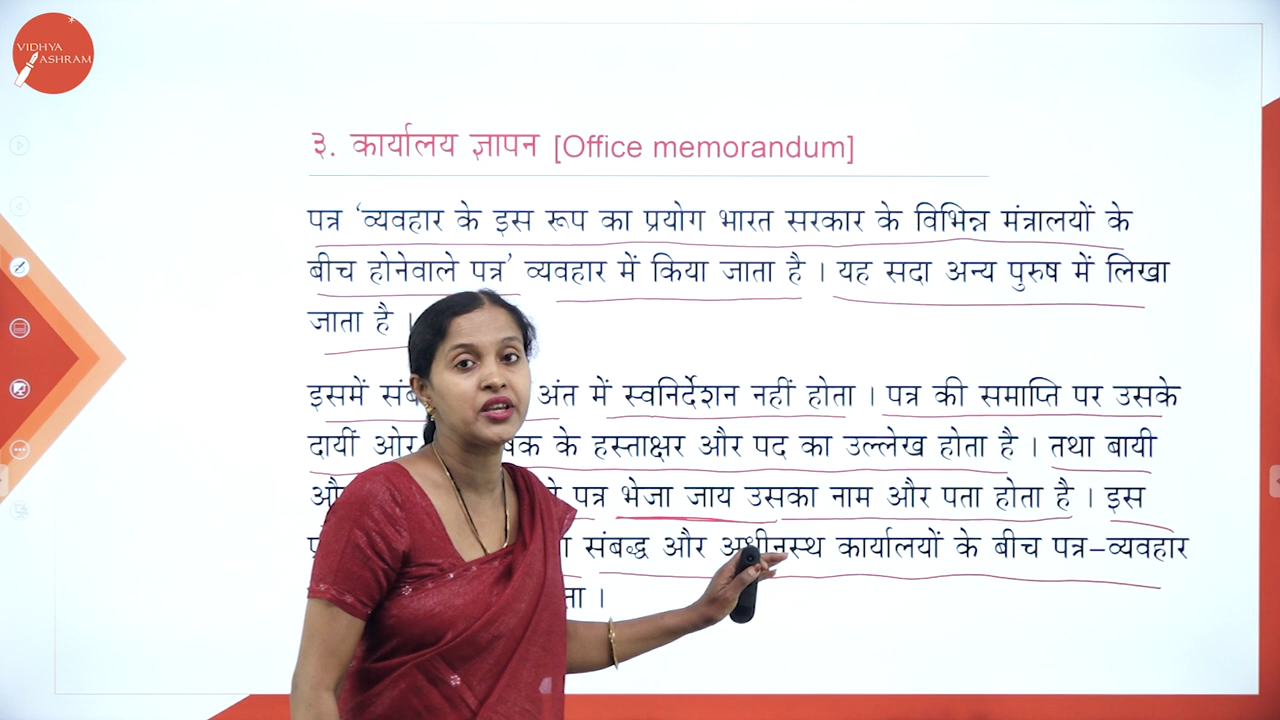 VIDHYA
ASHRAM
३. कार्यालय ज्ञापन [Office memorandum]
पत्र ‘व्यवहार के इस रूप का प्रयोग भारत सरकार के विभिन्न मंत्रालयों के
बीच होनेवाले पत्र’ व्यवहार में किया जाता है । यह सदा अन्य पुरुष में लिखा
जाता है ।
इसमें अंत में स्वनिर्देशन नहीं होता । पत्र की समाप्ति पर उसके
दायीं ओर के हस्ताक्षर और पद का उल्लेख होता है । तथा बायी
पत्र भेजा जाय उसका नाम और पता होता है । इस
संबद्ध और अधीनस्थ कार्यालयों के बीच पत्र–व्यवहार